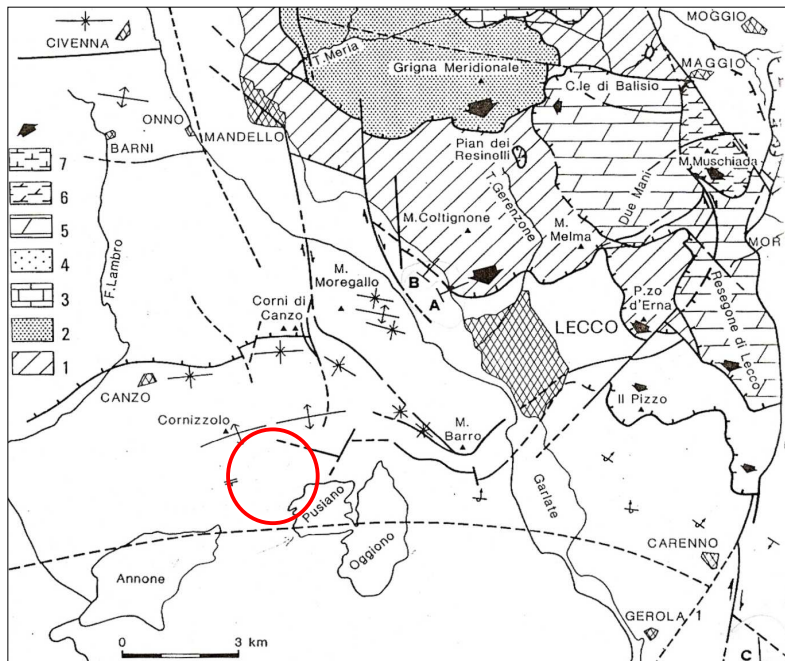 CIVENNA
MOGGIO
T. Meria
Grigna Meridionale
MAGGIO
C.le di Balisio
ONNO
MANDELLO
BARNI
Pian dei
Resinelli
M. Muschiada
7
6
5
4
3
2
1
F. Lambro
T. Gerenzone
Due Mani
M. Coltignone
M.
Melma
MOR
M.
Moregallo
B
A
Corni di
Canzo
LECCO
P.zo
d'Erna
Resegone di Lecco
CANZO
Cornizzolo
Il Pizzo
M.
Barro
Pusiano
Garlate
Oggiono
Annone
CARENNO
GEROLA 1
0
3 km
C